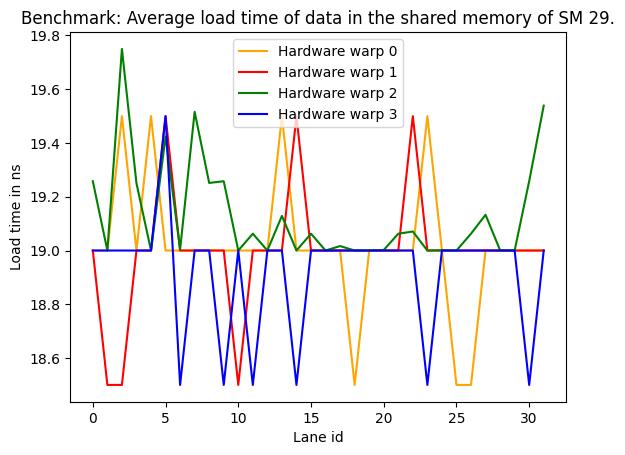 Benchmark: Average load time of data in the shared memory of SM 29.
19.8
19.6
19.4
19.2
19.0
18.8
18.6
Load time in ns
Hardware warp 0
Hardware warp 1
Hardware warp 2
Hardware warp 3
0 5 10 15 20 25 30
Lane id